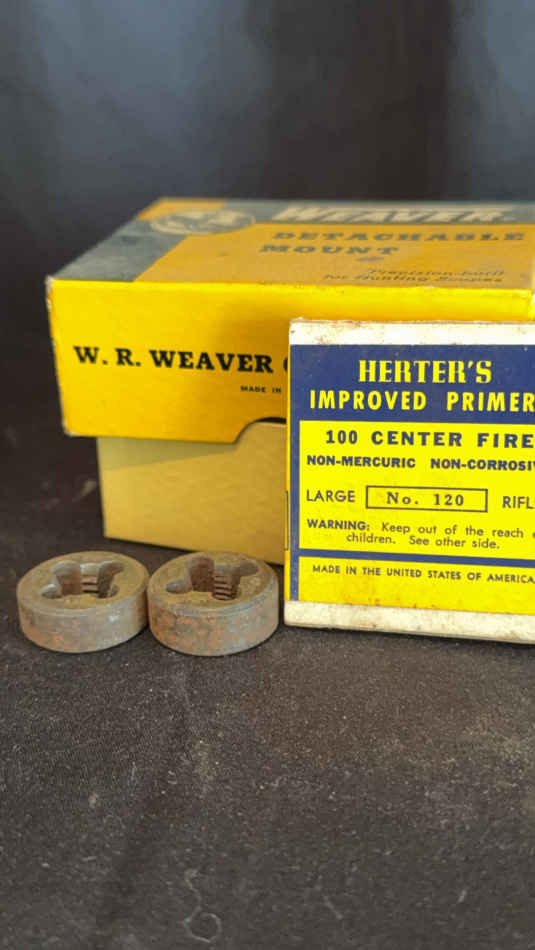 WEAVER
DETACHABLE
MOUNT
Precision-built
for Hunting Scopes
W. R. WEAVER
MADE IN
HERTER'S
IMPROVED PRIMER
100 CENTER FIRE
NON-MERCURIC NON-CORROSIV
LARGE No. 120 RIFL
WARNING: Keep out of the reach
children. See other side.
MADE IN THE UNITED STATES OF AMERICA